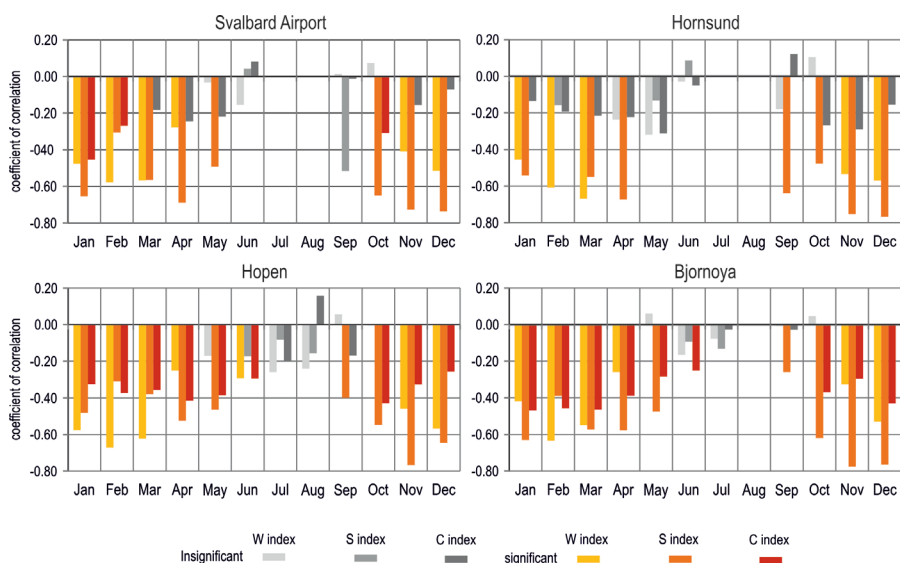 Svalbard Airport
Hornsund
coefficient of correlation
0.20
0.00
-0.20
-0.40
-0.60
-0.80
Jan Feb Mar Apr May Jun Jul Aug Sep Oct Nov Dec
0.20
0.00
-0.20
-0.40
-0.60
-0.80
Jan Feb Mar Apr May Jun Jul Aug Sep Oct Nov Dec
Hopen
Bjornoya
coefficient of correlation
0.20
0.00
-0.20
-0.40
-0.60
-0.80
Jan Feb Mar Apr May Jun Jul Aug Sep Oct Nov Dec
0.20
0.00
-0.20
-0.40
-0.60
-0.80
Jan Feb Mar Apr May Jun Jul Aug Sep Oct Nov Dec
W index S index C index W index S index C index
Insignificant significant